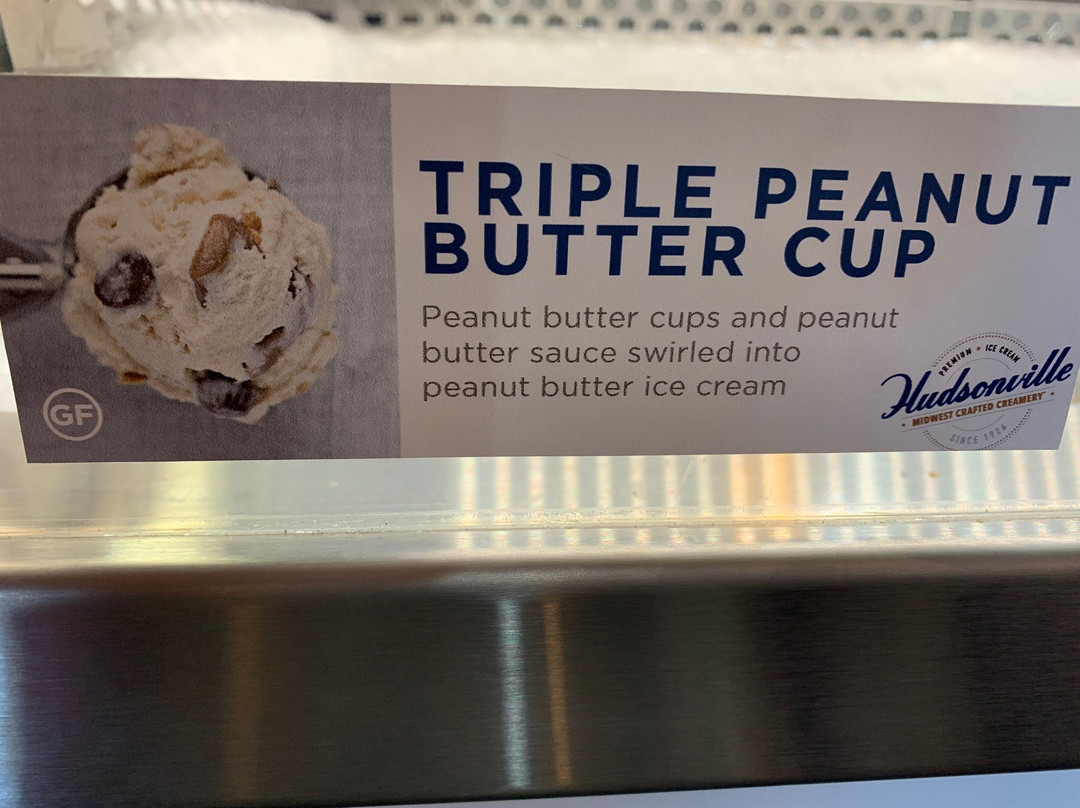 TRIPLE PEANUT
BUTTER CUP
Peanut butter cups and peanut
butter sauce swirled into
peanut butter ice cream
GF
PREMIUM • ICE CREAM
Hudsonville
• MIDWEST CRAFTED CREAMERY™ •
SINCE 1926